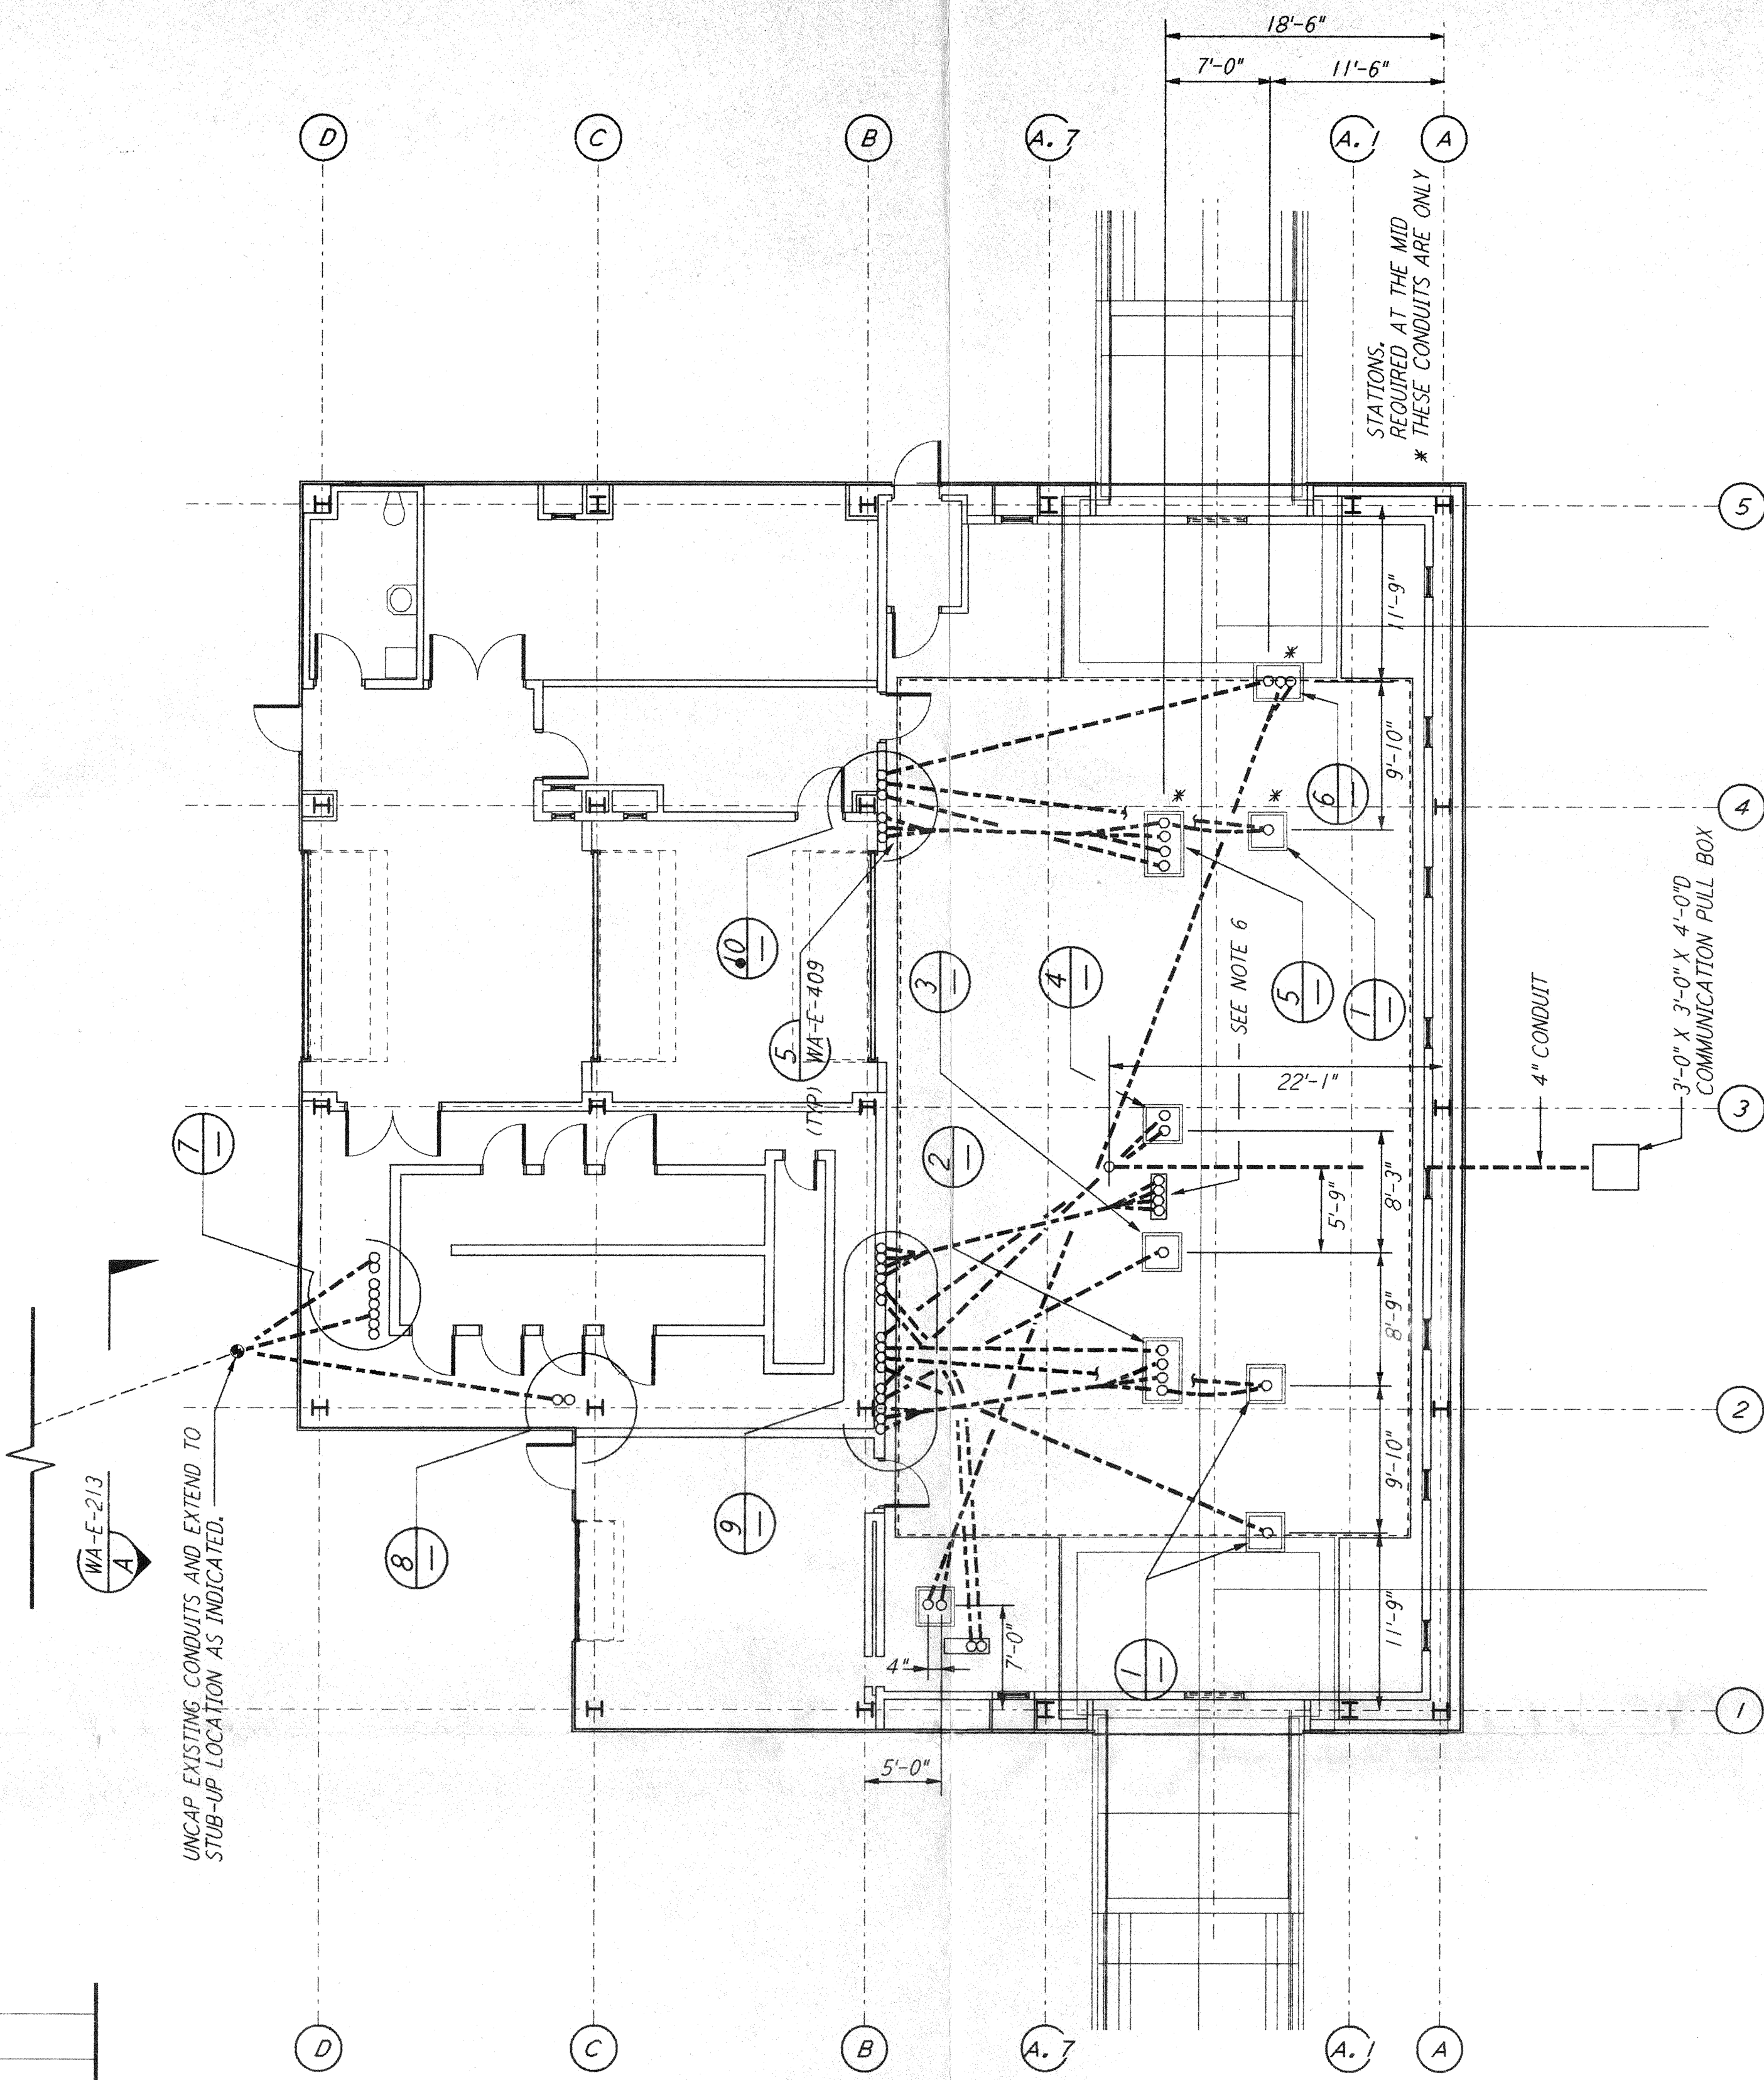 18'-6"
7'-0"
11'-6"
D
C
B
A.7
A.1
A
STATIONS.
REQUIRED AT THE MID
* THESE CONDUITS ARE ONLY
5
11'-9"
*
9'-10"
6
*
*
4
10
5
WA-E-409
(TYP)
3
4
SEE NOTE 6
5
1
3'-0" X 3'-0" X 4'-0"D
COMMUNICATION PULL BOX
4" CONDUIT
22'-1"
3
7
2
8'-3"
5'-9"
8'-9"
2
9'-10"
UNCAP EXISTING CONDUITS AND EXTEND TO
STUB-UP LOCATION AS INDICATED.
WA-E-213
A
8
9
11'-9"
7'-0"
4"
1
1
5'-0"
D
C
B
A.7
A.1
A